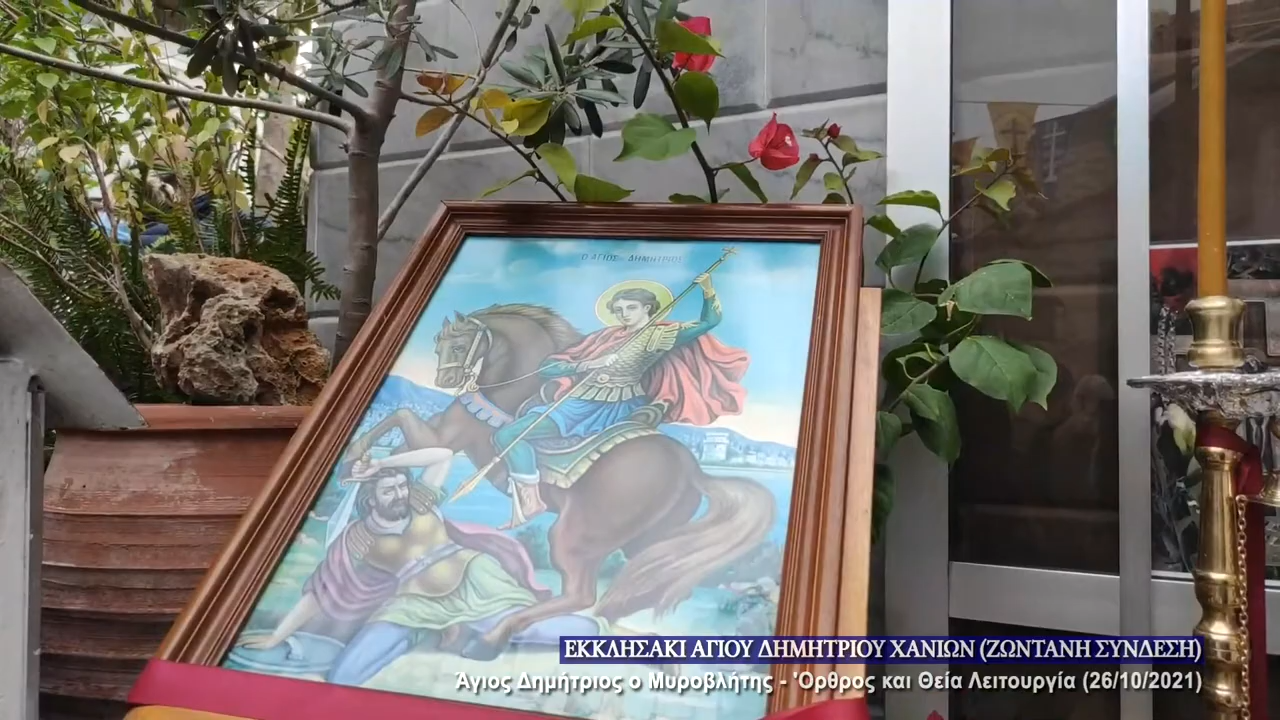 Ο ΑΓΙΟΣ ΔΗΜΗΤΡΙΟΣ
ΕΚΚΛΗΣΑΚΙ ΑΓΙΟΥ ΔΗΜΗΤΡΙΟΥ ΧΑΝΙΩΝ (ΖΩΝΤΑΝΗ ΣΥΝΔΕΣΗ)
Άγιος Δημήτριος ο Μυροβλήτης - Όρθρος και Θεία Λειτουργία (26/10/2021)